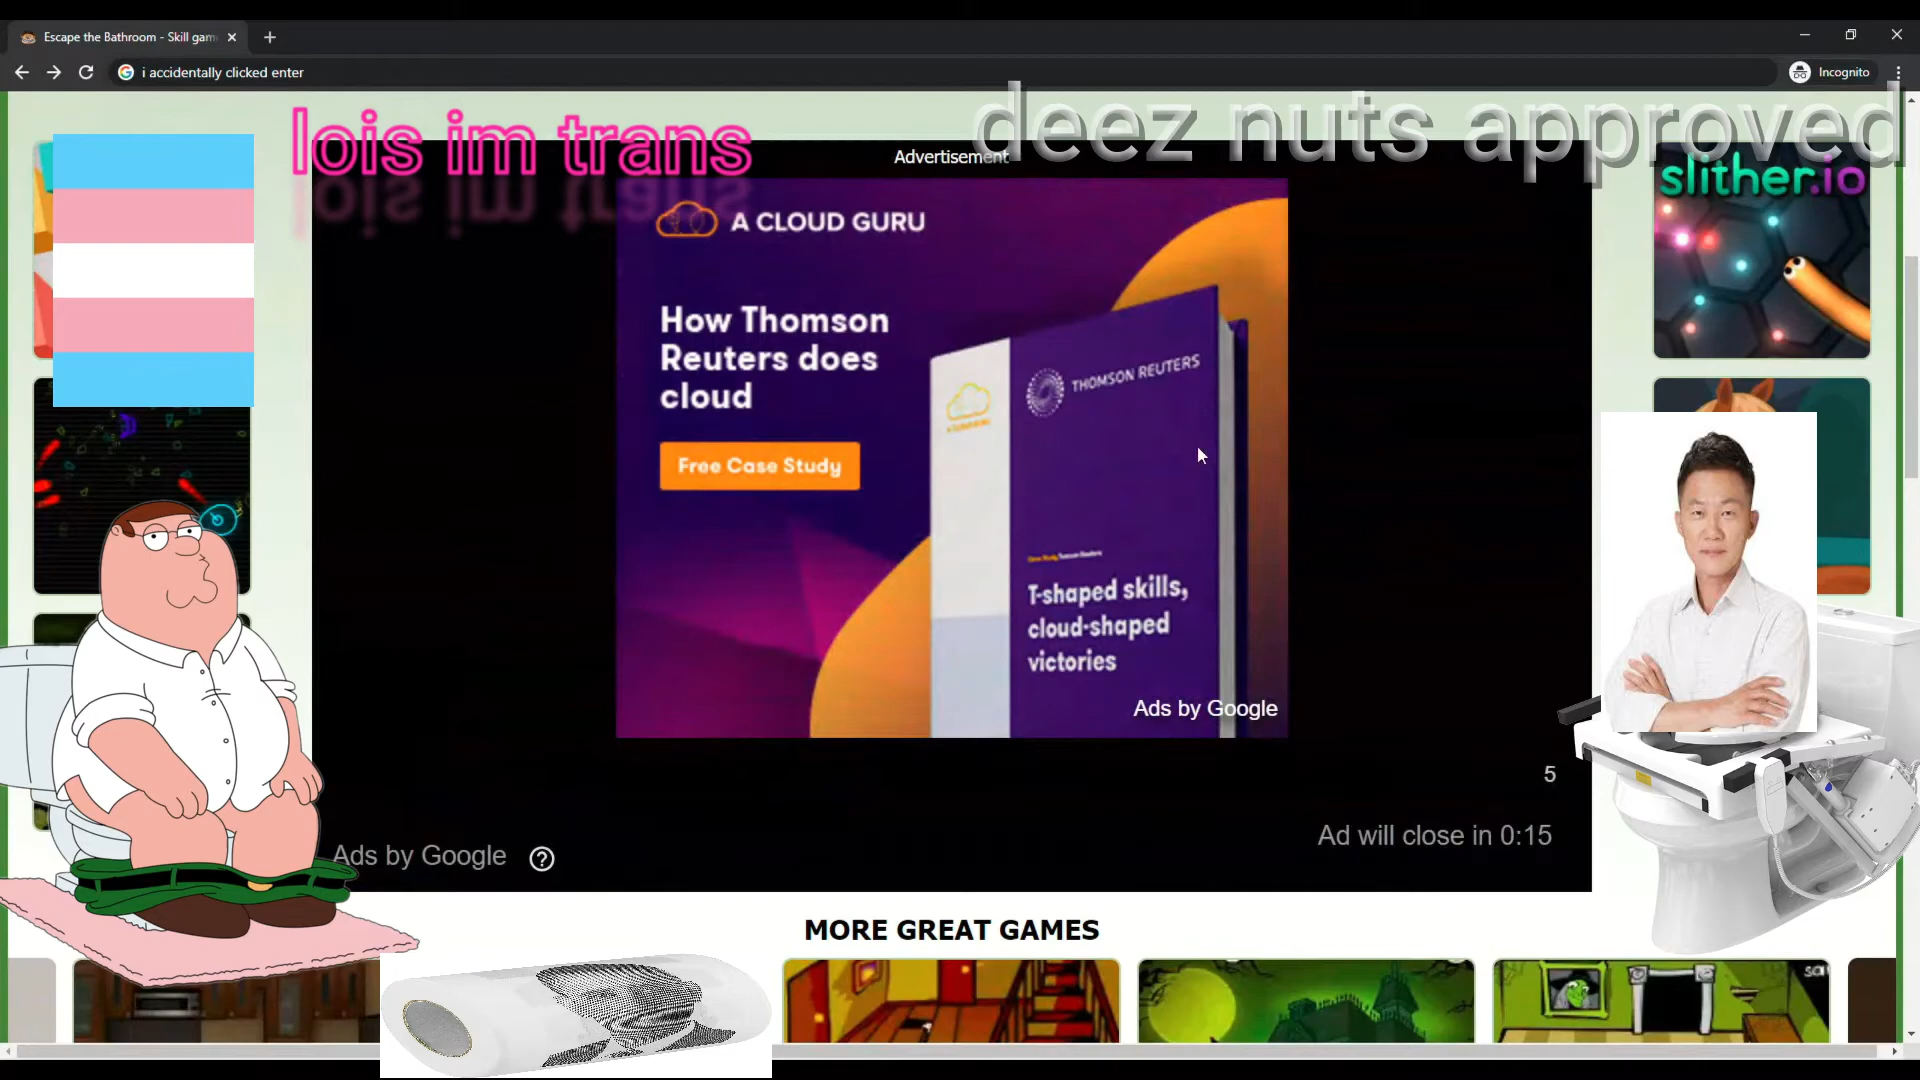 Escape the Bathroom - Skill gam
i accidentally clicked enter
Incognito
lois im trans
deez nuts approved
Advertisement
slither.io
A CLOUD GURU
How Thomson
Reuters does
cloud
Free Case Study
THOMSON REUTERS
T-shaped skills,
cloud-shaped
victories
Ads by Google
5
Ad will close in 0:15
Ads by Google
MORE GREAT GAMES